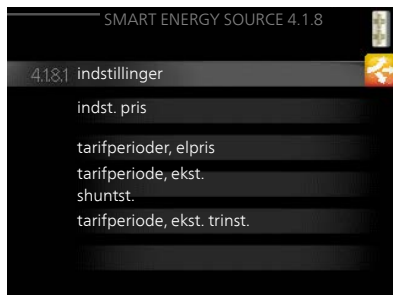 SMART ENERGY SOURCE 4.1.8
4.1.8.1 indstillinger
indst. pris
tarifperioder, elpris
tarifperiode, ekst.
shuntst.
tarifperiode, ekst. trinst.